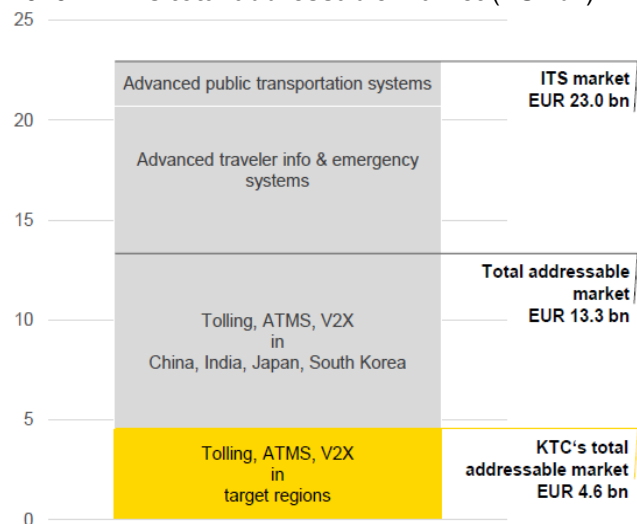 25
20
15
10
5
0
Advanced public transportation systems
Advanced traveler info & emergency
systems
Tolling, ATMS, V2X
in
China, India, Japan, South Korea
Tolling, ATMS, V2X
in
target regions
ITS market
EUR 23.0 bn
Total addressable
market
EUR 13.3 bn
KTC‘s total
addressable market
EUR 4.6 bn